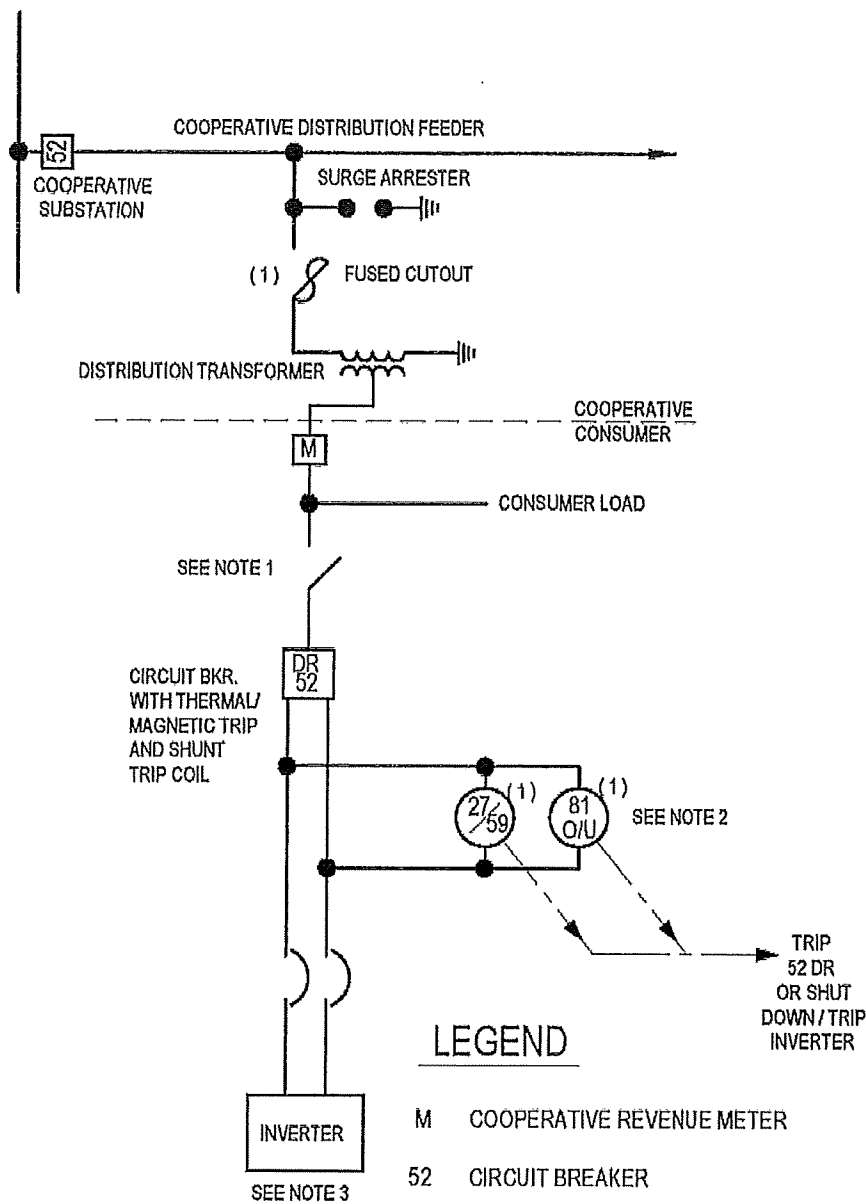 COOPERATIVE DISTRIBUTION FEEDER
52
COOPERATIVE
SUBSTATION
SURGE ARRESTER
(1)
FUSED CUTOUT
DISTRIBUTION TRANSFORMER
COOPERATIVE
CONSUMER
M
CONSUMER LOAD
SEE NOTE 1
DR
52
CIRCUIT BKR.
WITH THERMAL/
MAGNETIC TRIP
AND SHUNT
TRIP COIL
27/59
(1)
81
O/U
(1)
SEE NOTE 2
TRIP
52 DR
OR SHUT
DOWN / TRIP
INVERTER
LEGEND
M COOPERATIVE REVENUE METER
52 CIRCUIT BREAKER
INVERTER
SEE NOTE 3